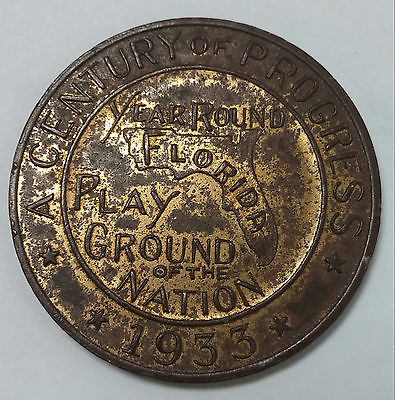 A CENTURY OF PROGRESS
YEAR ROUND
FLORIDA
PLAY
GROUND
OF THE
NATION
1933